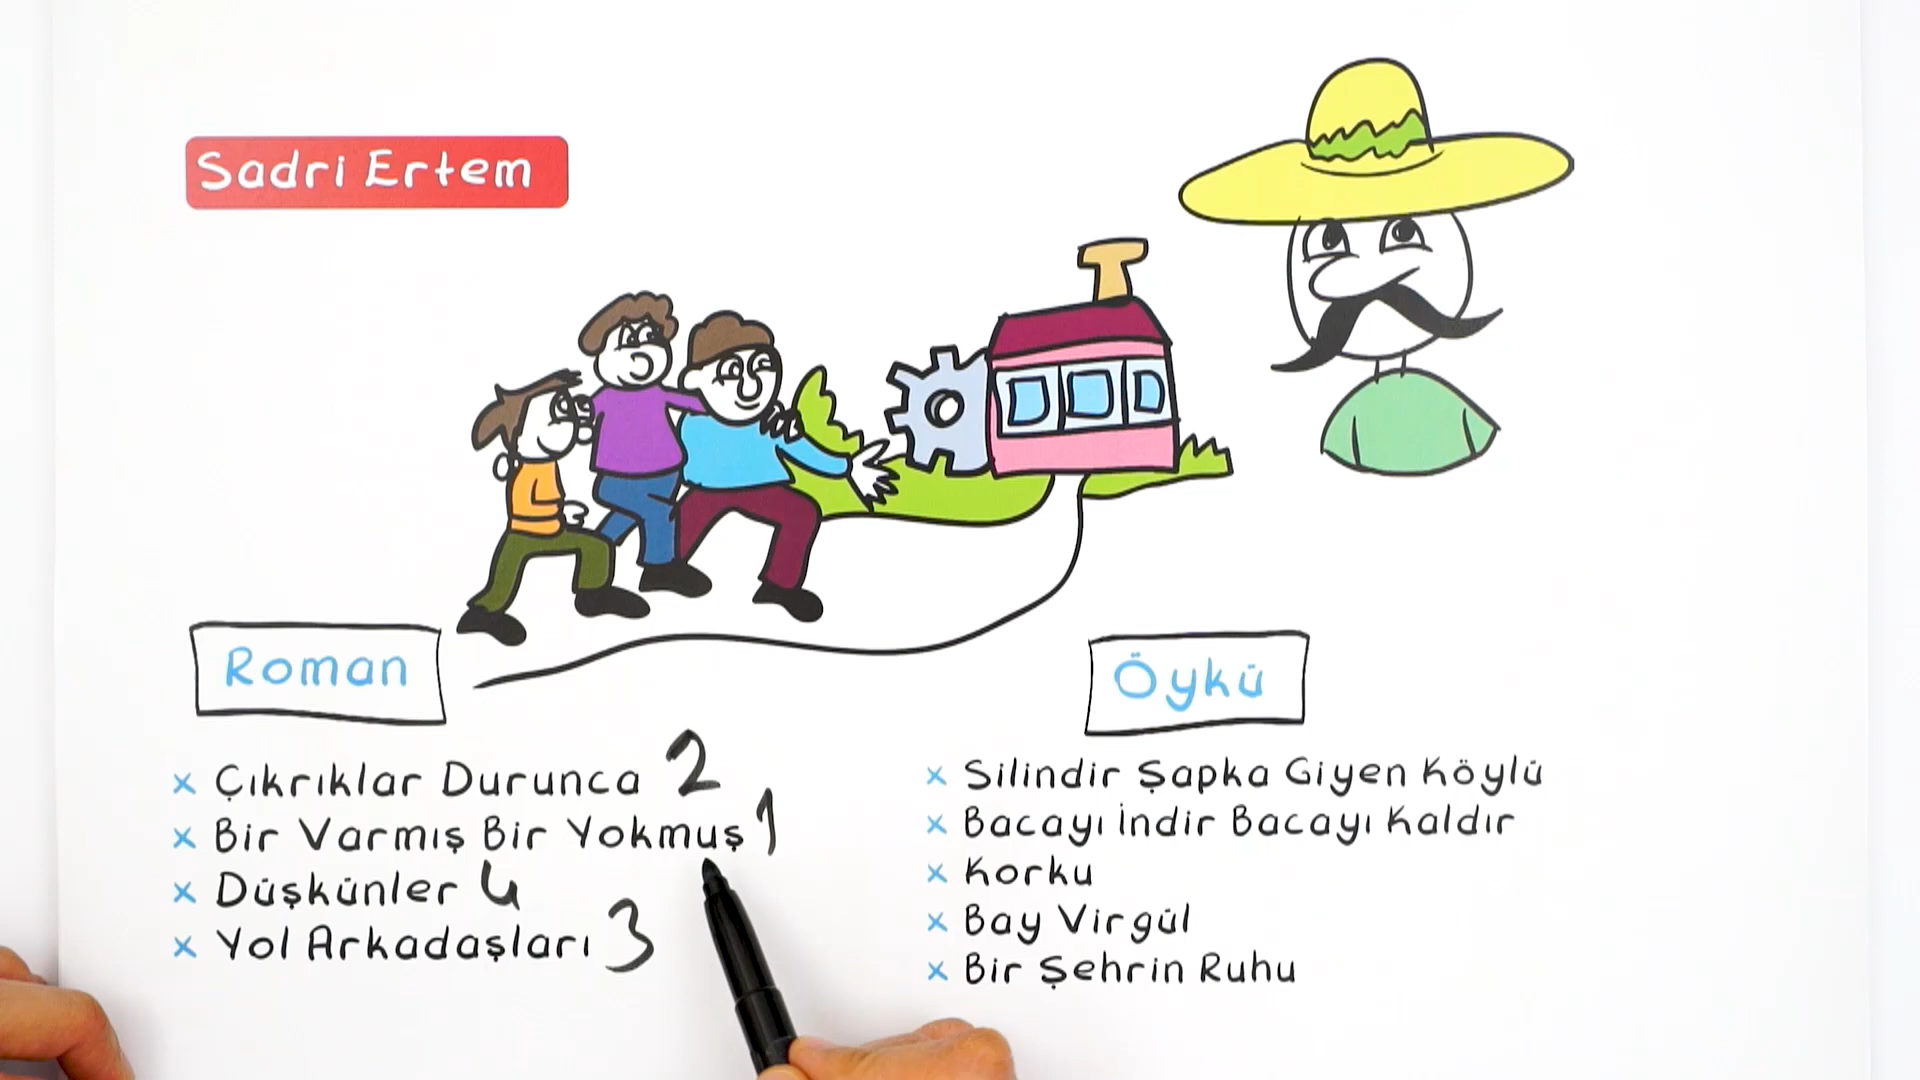 Sadri Ertem
Roman
× Çıkrıklar Durunca 2
× Bir Varmış Bir Yokmuş 1
× Düşkünler 4
× Yol Arkadaşları 3
Öykü
× Silindir Şapka Giyen Köylü
× Bacayı İndir Bacayı Kaldır
× Korku
× Bay Virgül
× Bir Şehrin Ruhu